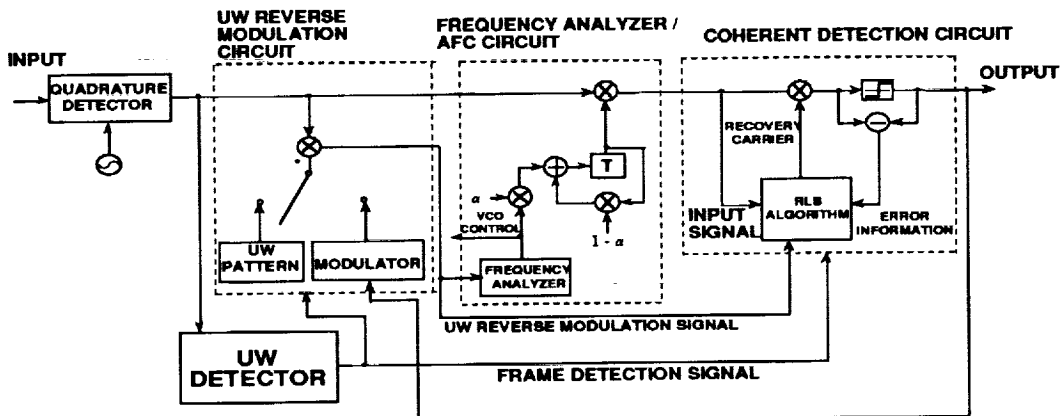 UW REVERSE
MODULATION
CIRCUIT
FREQUENCY ANALYZER /
AFC CIRCUIT
COHERENT DETECTION CIRCUIT
INPUT
OUTPUT
QUADRATURE
DETECTOR
RECOVERY
CARRIER
T
α
VCO
CONTROL
1 - α
INPUT
SIGNAL
RLS
ALGORITHM
ERROR
INFORMATION
UW
PATTERN
MODULATOR
FREQUENCY
ANALYZER
UW REVERSE MODULATION SIGNAL
UW
DETECTOR
FRAME DETECTION SIGNAL